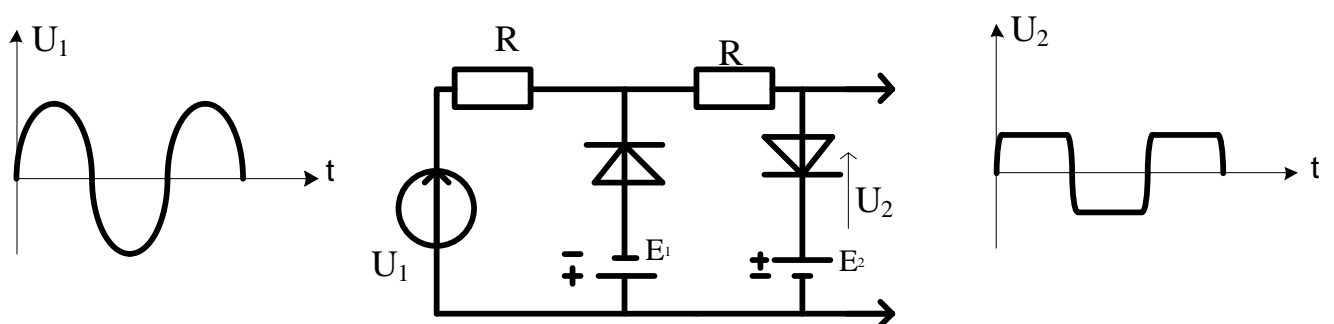 U₁
t
R
R
U₁
− + E₁
+ − E₂
U₂
U₂
t